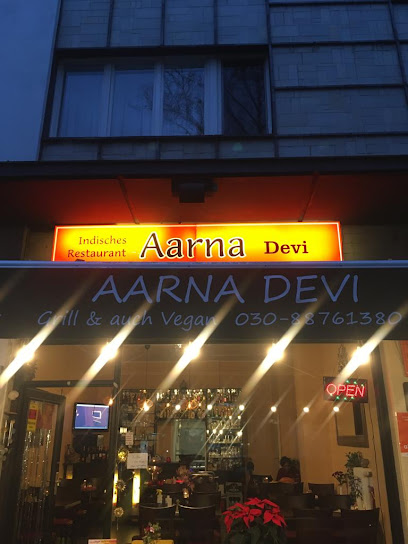 Indisches
Restaurant
Aarna Devi
AARNA DEVI
Grill & auch Vegan 030-88761380
OPEN